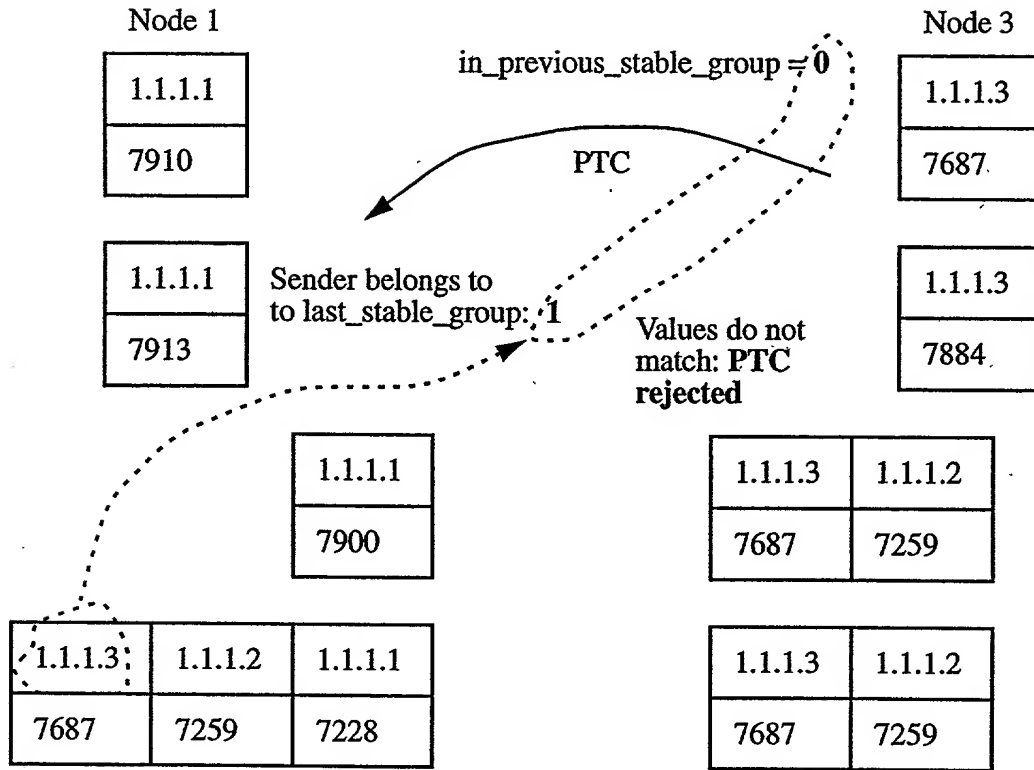 Node 1
Node 3
in_previous_stable_group = 0
1.1.1.1
7910
PTC
1.1.1.3
7687
1.1.1.1
7913
Sender belongs to
to last_stable_group: 1
Values do not
match: PTC
rejected
1.1.1.3
7884
1.1.1.1
7900
1.1.1.3 1.1.1.2
7687 7259
1.1.1.3 1.1.1.2 1.1.1.1
7687 7259 7228
1.1.1.3 1.1.1.2
7687 7259